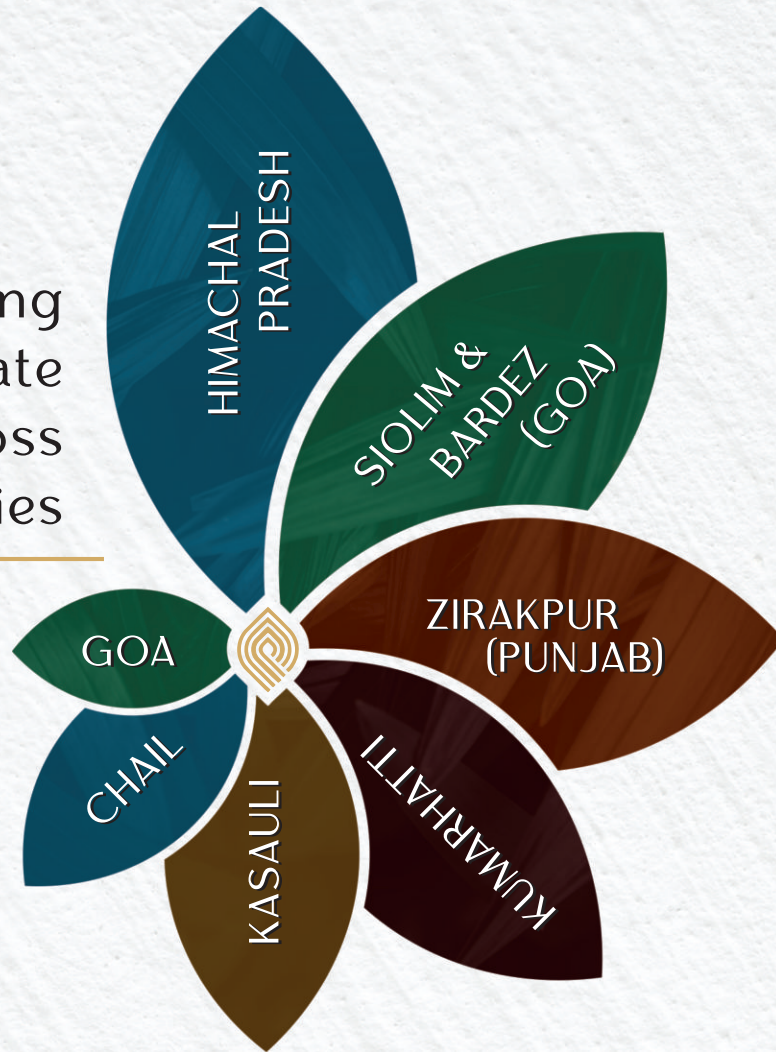 ng
ate
oss
ies
HIMACHAL
PRADESH
SIOLIM &
BARDEZ
(GOA)
ZIRAKPUR
(PUNJAB)
KUMARHATTI
KASAULI
CHAIL
GOA